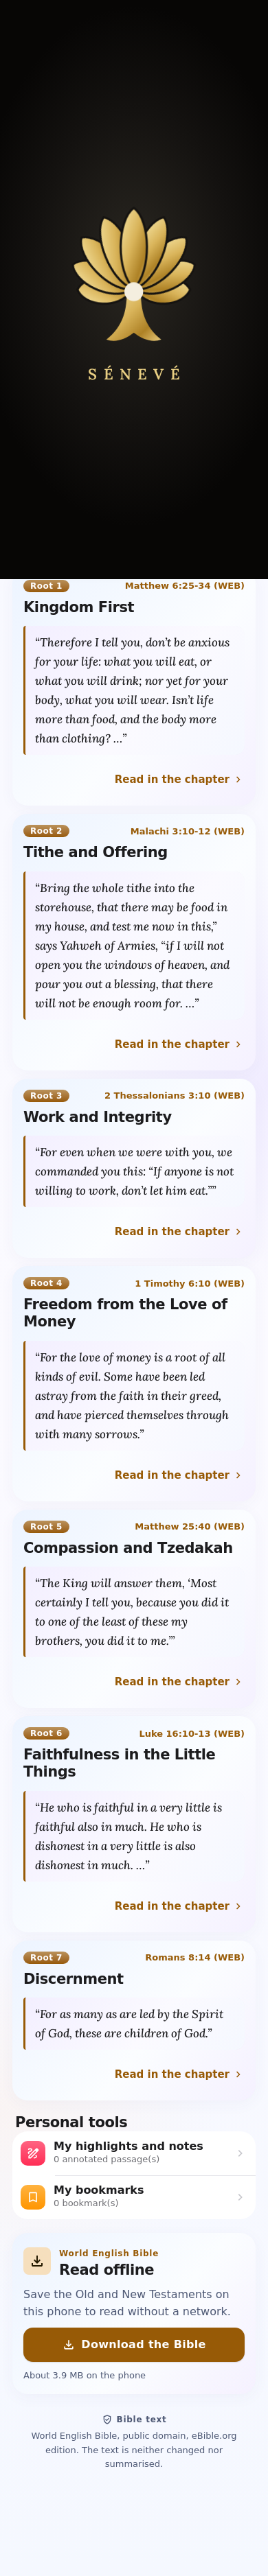 SÉNEVÉ
Root 1
Matthew 6:25-34 (WEB)
Kingdom First
“Therefore I tell you, don’t be anxious
for your life: what you will eat, or
what you will drink; nor yet for your
body, what you will wear. Isn’t life
more than food, and the body more
than clothing? …”
Read in the chapter
Root 2
Malachi 3:10-12 (WEB)
Tithe and Offering
“Bring the whole tithe into the
storehouse, that there may be food in
my house, and test me now in this,”
says Yahweh of Armies, “if I will not
open you the windows of heaven, and
pour you out a blessing, that there
will not be enough room for. …”
Read in the chapter
Root 3
2 Thessalonians 3:10 (WEB)
Work and Integrity
“For even when we were with you, we
commanded you this: “If anyone is not
willing to work, don’t let him eat.””
Read in the chapter
Root 4
1 Timothy 6:10 (WEB)
Freedom from the Love of
Money
“For the love of money is a root of all
kinds of evil. Some have been led
astray from the faith in their greed,
and have pierced themselves through
with many sorrows.”
Read in the chapter
Root 5
Matthew 25:40 (WEB)
Compassion and Tzedakah
“The King will answer them, ‘Most
certainly I tell you, because you did it
to one of the least of these my
brothers, you did it to me.’”
Read in the chapter
Root 6
Luke 16:10-13 (WEB)
Faithfulness in the Little
Things
“He who is faithful in a very little is
faithful also in much. He who is
dishonest in a very little is also
dishonest in much. …”
Read in the chapter
Root 7
Romans 8:14 (WEB)
Discernment
“For as many as are led by the Spirit
of God, these are children of God.”
Read in the chapter
Personal tools
My highlights and notes
0 annotated passage(s)
My bookmarks
0 bookmark(s)
World English Bible
Read offline
Save the Old and New Testaments on
this phone to read without a network.
Download the Bible
About 3.9 MB on the phone
Bible text
World English Bible, public domain, eBible.org
edition. The text is neither changed nor
summarised.